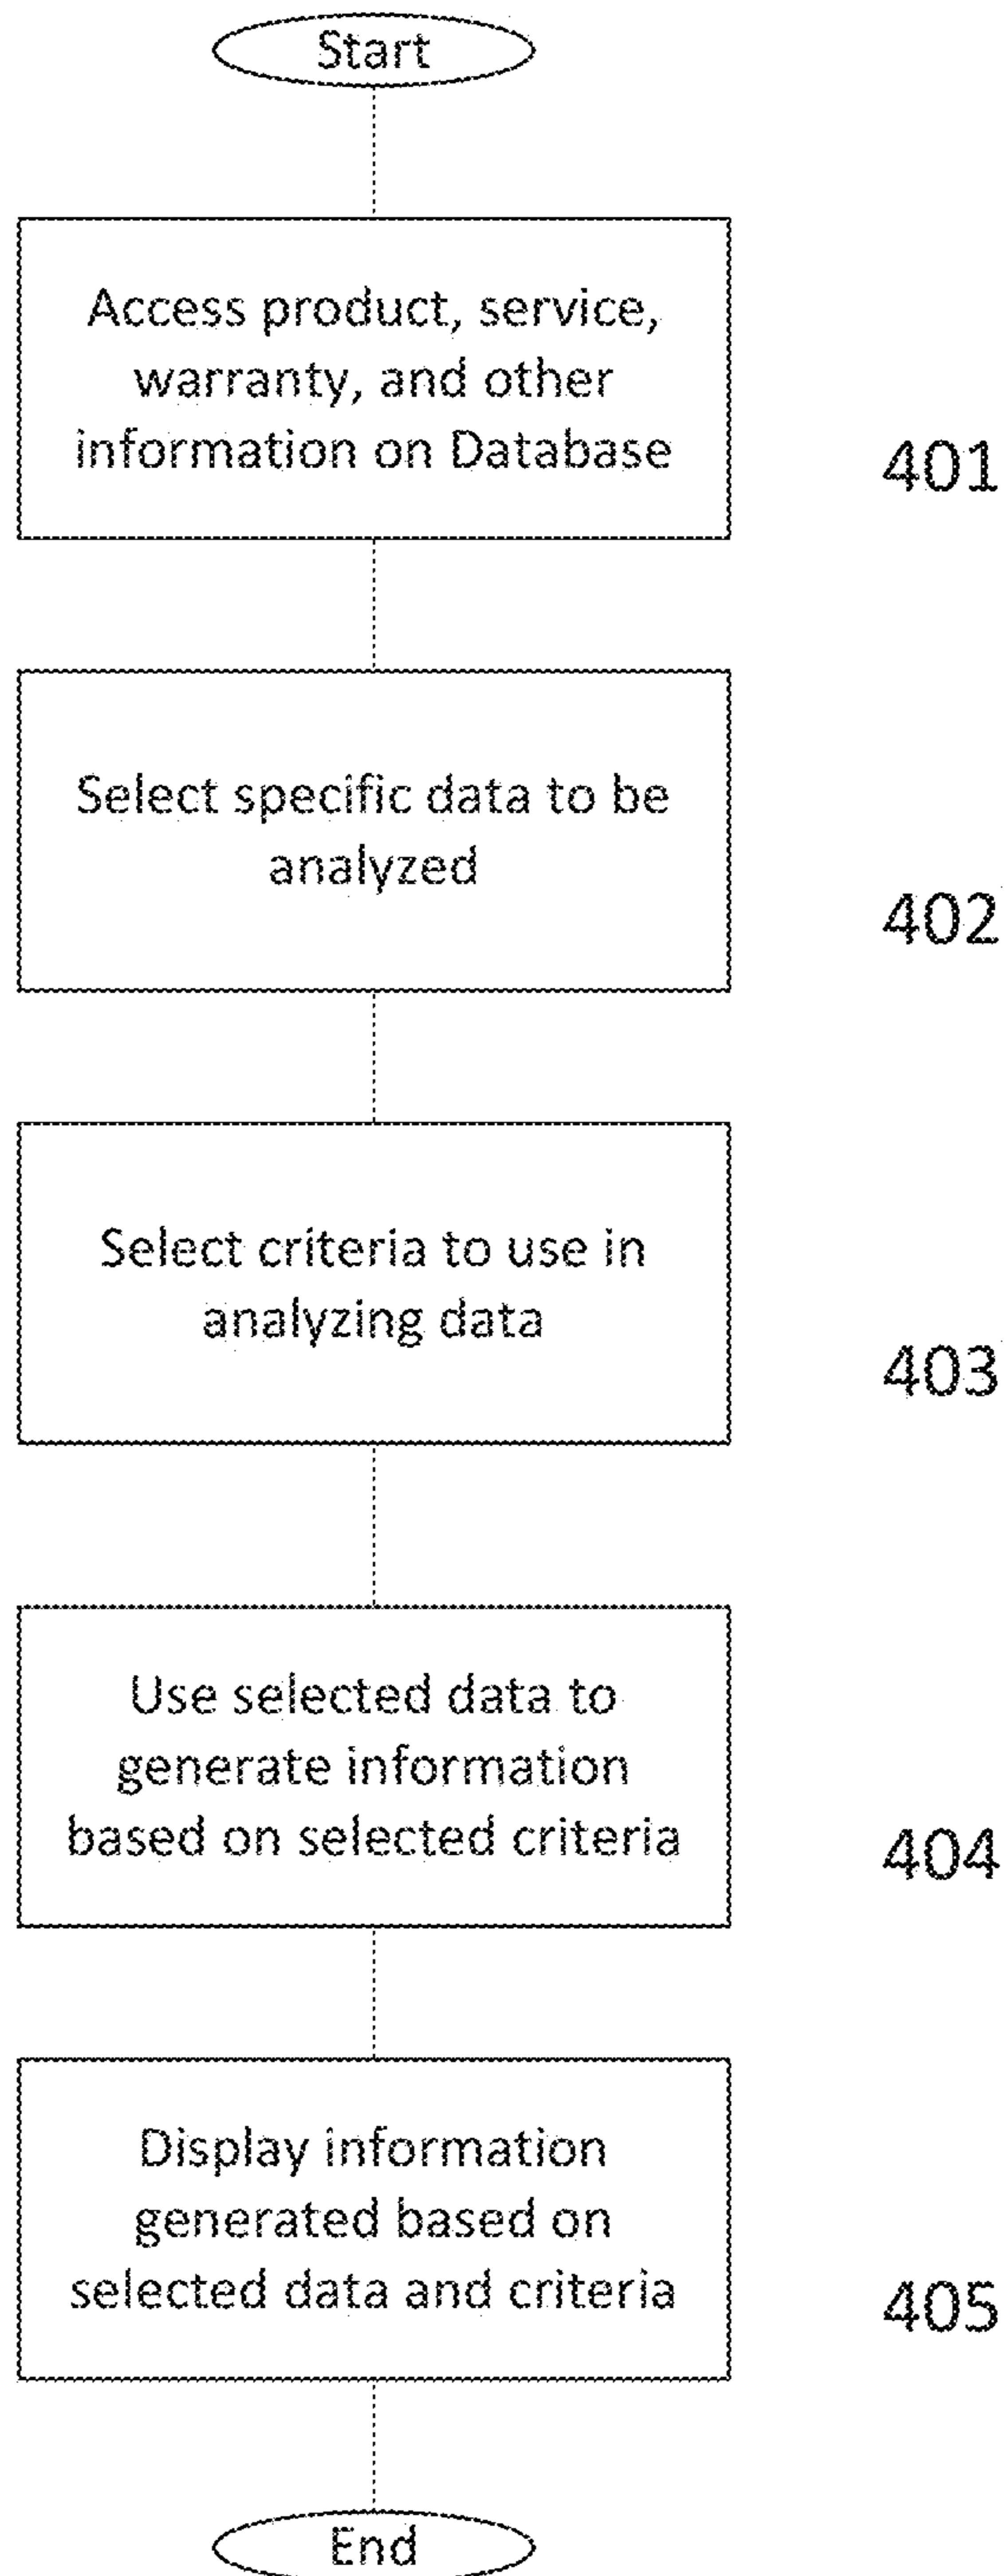 Start
Access product, service,
warranty, and other
information on Database
401
Select specific data to be
analyzed
402
Select criteria to use in
analyzing data
403
Use selected data to
generate information
based on selected criteria
404
Display information
generated based on
selected data and criteria
405
End